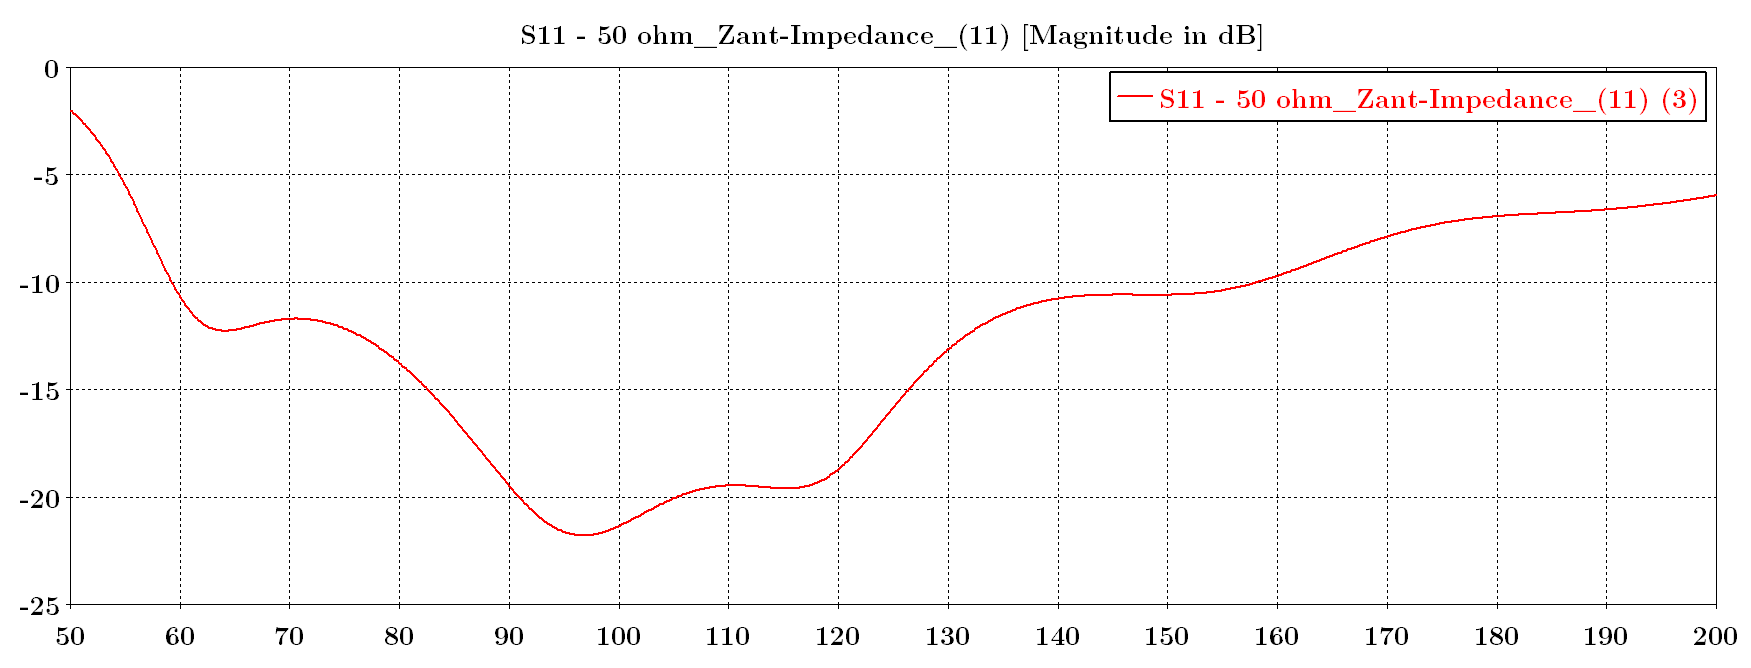 S11 - 50 ohm_Zant-Impedance_(11) [Magnitude in dB]
S11 - 50 ohm_Zant-Impedance_(11) (3)
0
-5
-10
-15
-20
-25
50 60 70 80 90 100 110 120 130 140 150 160 170 180 190 200